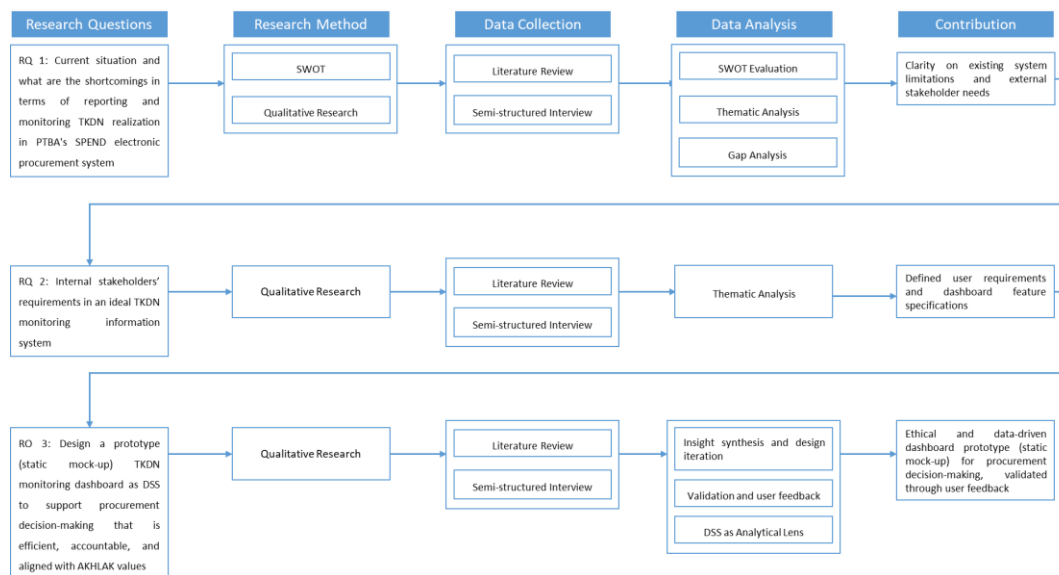 Research Questions
Research Method
Data Collection
Data Analysis
Contribution
RQ 1: Current situation and
what are the shortcomings in
terms of reporting and
monitoring TKDN realization
in PTBA's SPEND electronic
procurement system
SWOT
Qualitative Research
Literature Review
Semi-structured Interview
SWOT Evaluation
Thematic Analysis
Gap Analysis
Clarity on existing system
limitations and external
stakeholder needs
RQ 2: Internal stakeholders'
requirements in an ideal TKDN
monitoring information
system
Qualitative Research
Literature Review
Semi-structured Interview
Thematic Analysis
Defined user requirements
and dashboard feature
specifications
RO 3: Design a prototype
(static mock-up) TKDN
monitoring dashboard as DSS
to support procurement
decision-making that is
efficient, accountable, and
aligned with AKHLAK values
Qualitative Research
Literature Review
Semi-structured Interview
Insight synthesis and design
iteration
Validation and user feedback
DSS as Analytical Lens
Ethical and data-driven
dashboard prototype (static
mock-up) for procurement
decision-making, validated
through user feedback